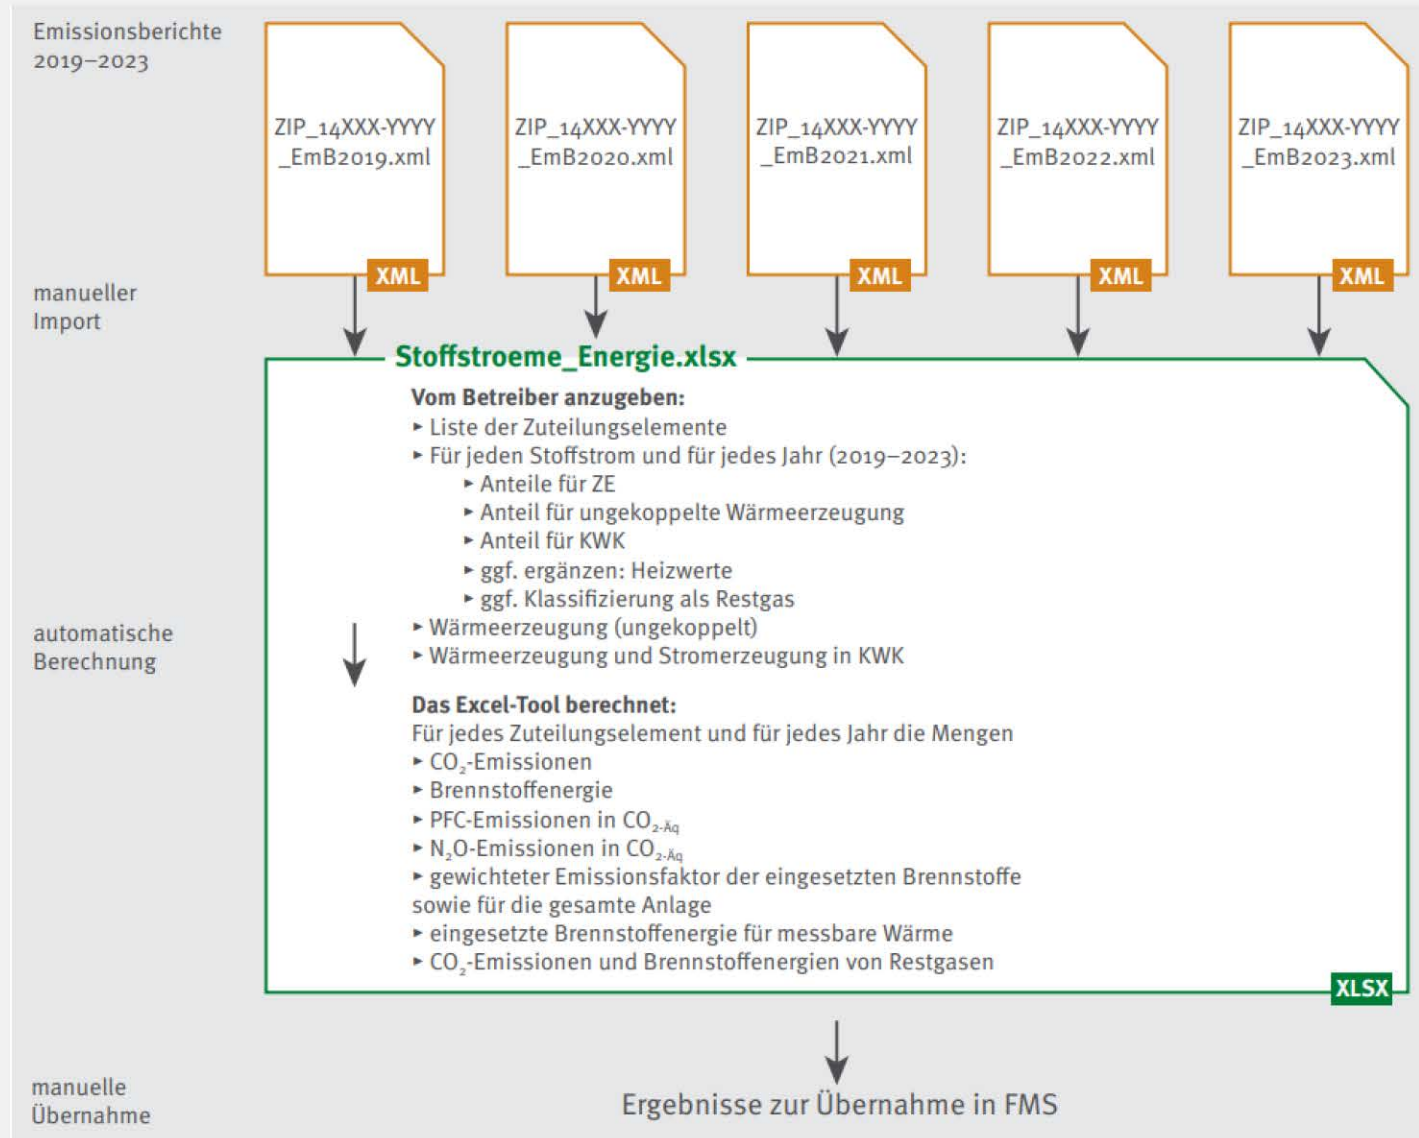 Emissionsberichte
2019–2023
ZIP_14XXX-YYYY
_EmB2019.xml
XML
ZIP_14XXX-YYYY
_EmB2020.xml
XML
ZIP_14XXX-YYYY
_EmB2021.xml
XML
ZIP_14XXX-YYYY
_EmB2022.xml
XML
ZIP_14XXX-YYYY
_EmB2023.xml
XML
manueller
Import
Stoffstroeme_Energie.xlsx
Vom Betreiber anzugeben:
▸ Liste der Zuteilungselemente
▸ Für jeden Stoffstrom und für jedes Jahr (2019–2023):
▸ Anteile für ZE
▸ Anteil für ungekoppelte Wärmeerzeugung
▸ Anteil für KWK
▸ ggf. ergänzen: Heizwerte
▸ ggf. Klassifizierung als Restgas
▸ Wärmeerzeugung (ungekoppelt)
▸ Wärmeerzeugung und Stromerzeugung in KWK
automatische
Berechnung
Das Excel-Tool berechnet:
Für jedes Zuteilungselement und für jedes Jahr die Mengen
▸ CO₂-Emissionen
▸ Brennstoffenergie
▸ PFC-Emissionen in CO₂-Äq
▸ N₂O-Emissionen in CO₂-Äq
▸ gewichteter Emissionsfaktor der eingesetzten Brennstoffe
sowie für die gesamte Anlage
▸ eingesetzte Brennstoffenergie für messbare Wärme
▸ CO₂-Emissionen und Brennstoffenergien von Restgasen
XLSX
manuelle
Übernahme
Ergebnisse zur Übernahme in FMS